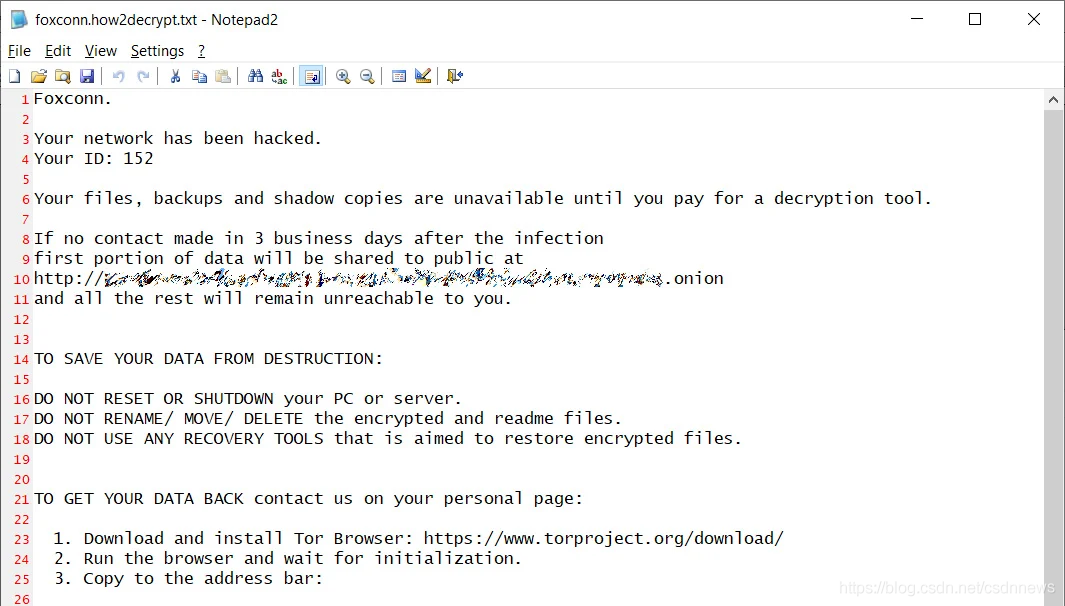 foxconn.how2decrypt.txt - Notepad2
File Edit View Settings ?
1 Foxconn.
2
3 Your network has been hacked.
4 Your ID: 152
5
6 Your files, backups and shadow copies are unavailable until you pay for a decryption tool.
7
8 If no contact made in 3 business days after the infection
9 first portion of data will be shared to public at
10 http:// .onion
11 and all the rest will remain unreachable to you.
12
13
14 TO SAVE YOUR DATA FROM DESTRUCTION:
15
16 DO NOT RESET OR SHUTDOWN your PC or server.
17 DO NOT RENAME/ MOVE/ DELETE the encrypted and readme files.
18 DO NOT USE ANY RECOVERY TOOLS that is aimed to restore encrypted files.
19
20
21 TO GET YOUR DATA BACK contact us on your personal page:
22
23 1. Download and install Tor Browser: https://www.torproject.org/download/
24 2. Run the browser and wait for initialization.
25 3. Copy to the address bar:
26
https://blog.csdn.net/csdnnews